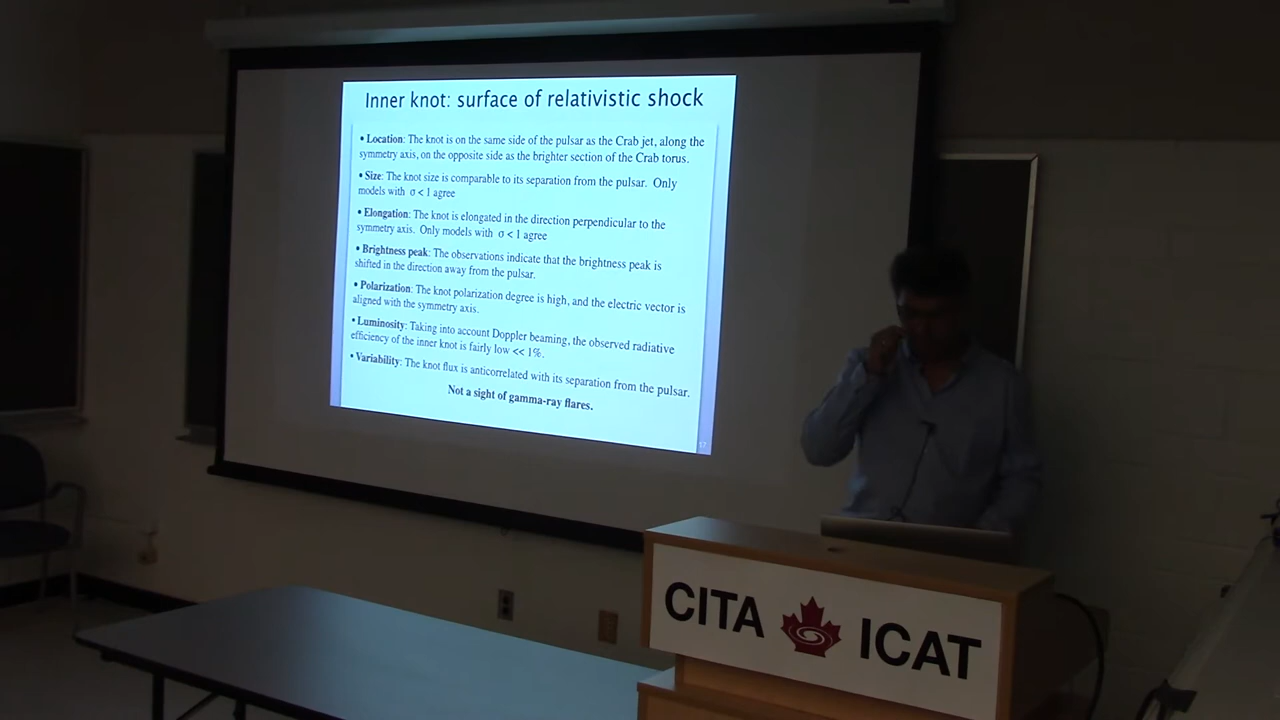 Inner knot: surface of relativistic shock
• Location: The knot is on the same side of the pulsar as the Crab jet, along the
symmetry axis, on the opposite side as the brighter section of the Crab torus.
• Size: The knot size is comparable to its separation from the pulsar. Only
models with σ < 1 agree
• Elongation: The knot is elongated in the direction perpendicular to the
symmetry axis. Only models with σ < 1 agree
• Brightness peak: The observations indicate that the brightness peak is
shifted in the direction away from the pulsar.
• Polarization: The knot polarization degree is high, and the electric vector is
aligned with the symmetry axis.
• Luminosity: Taking into account Doppler beaming, the observed radiative
efficiency of the inner knot is fairly low << 1%.
• Variability: The knot flux is anticorrelated with its separation from the pulsar.
Not a sight of gamma-ray flares.
17
CITA ICAT